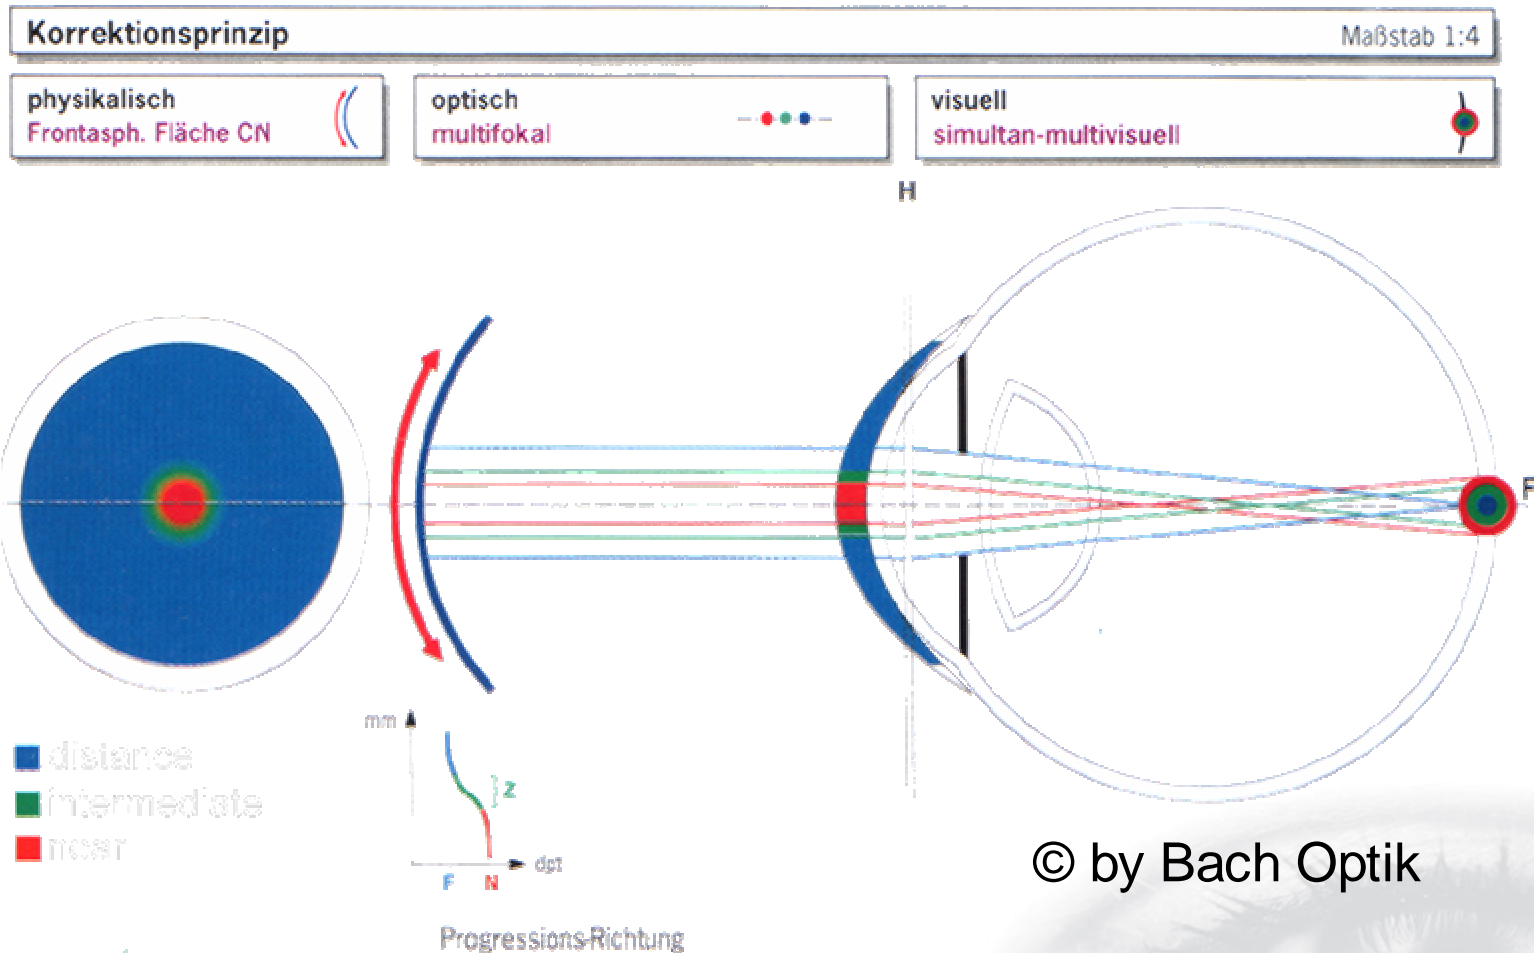 Korrektionsprinzip
Maßstab 1:4
physikalisch
Frontasph. Fläche CN
optisch
multifokal
visuell
simultan-multivisuell
H
F
mm
Z
dpt
F N
distance
intermediate
near
Progressions-Richtung
© by Bach Optik